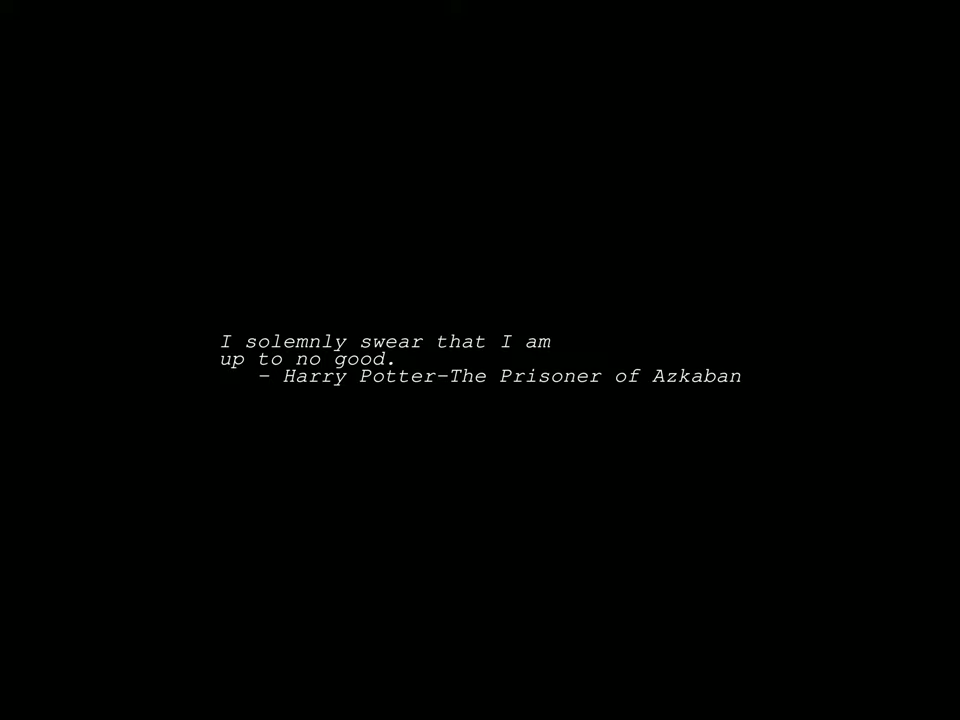 I solemnly swear that I am
up to no good.
- Harry Potter-The Prisoner of Azkaban